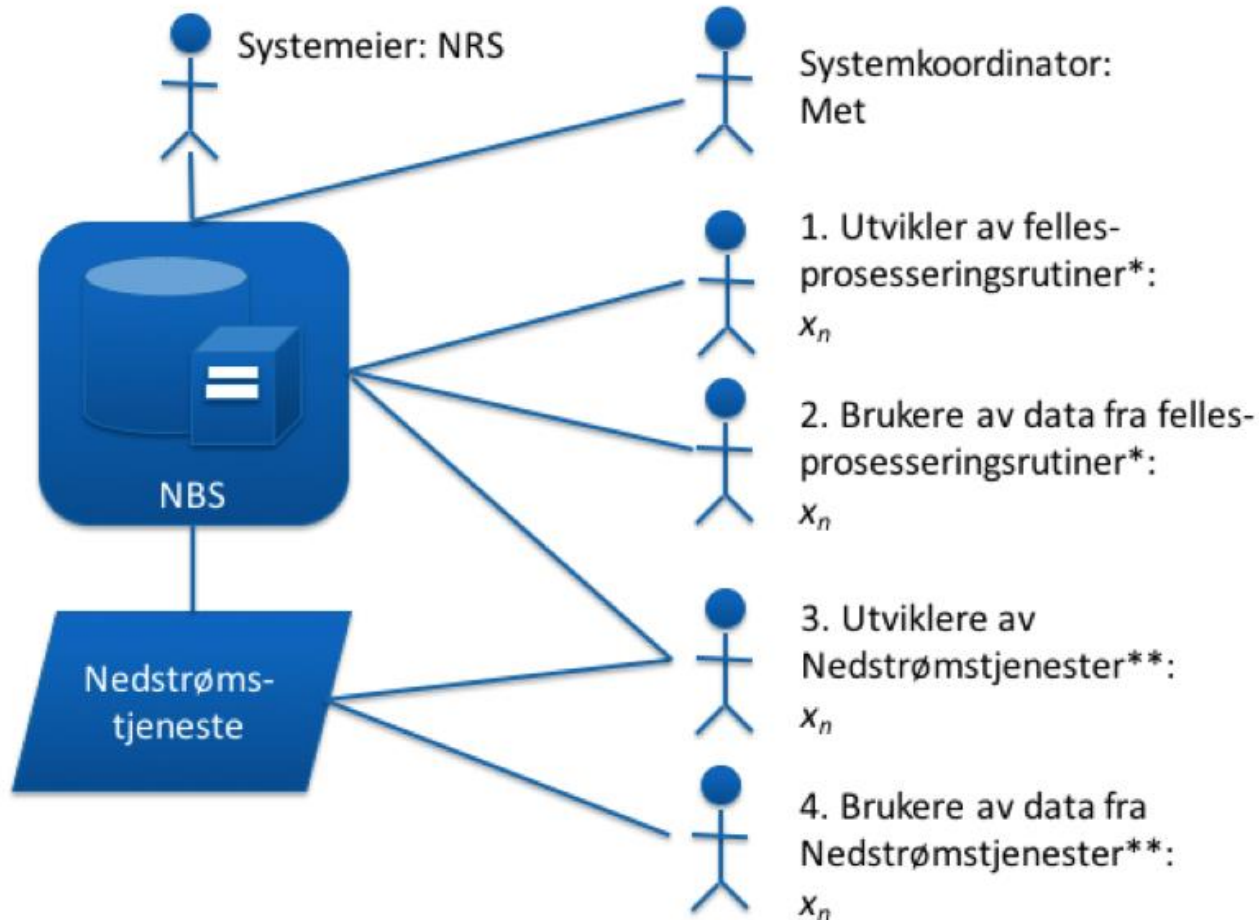 Systemeier: NRS
Systemkoordinator:
Met
1. Utvikler av felles-
prosesseringsrutiner*:
xₙ
2. Brukere av data fra felles-
prosesseringsrutiner*:
xₙ
NBS
3. Utviklere av
Nedstrømstjenester**:
xₙ
Nedstrøms-
tjeneste
4. Brukere av data fra
Nedstrømstjenester**:
xₙ